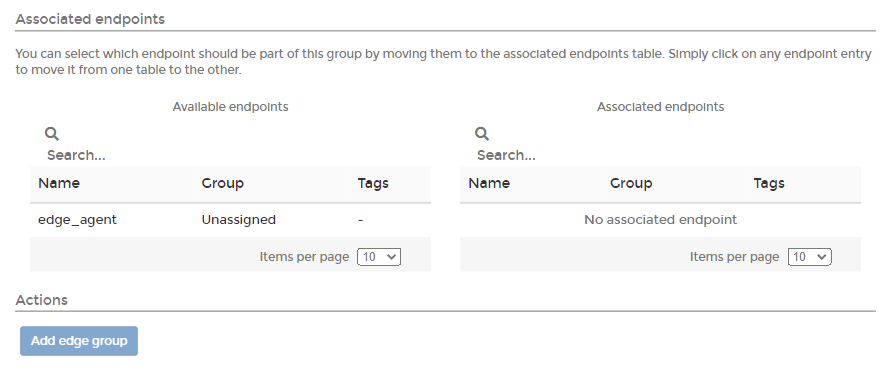 Associated endpoints
You can select which endpoint should be part of this group by moving them to the associated endpoints table. Simply click on any endpoint entry
to move it from one table to the other.
Available endpoints
Search...
Name Group Tags
edge_agent Unassigned -
Items per page 10
Associated endpoints
Search...
Name Group Tags
No associated endpoint
Items per page 10
Actions
Add edge group